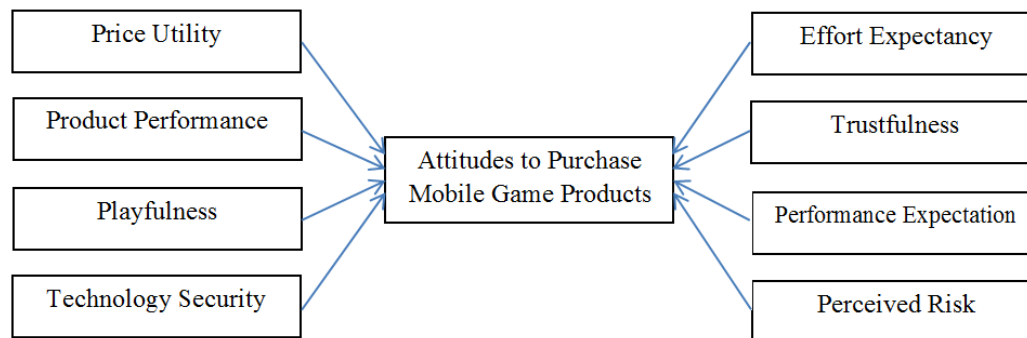 Price Utility
Product Performance
Playfulness
Technology Security
Attitudes to Purchase
Mobile Game Products
Effort Expectancy
Trustfulness
Performance Expectation
Perceived Risk